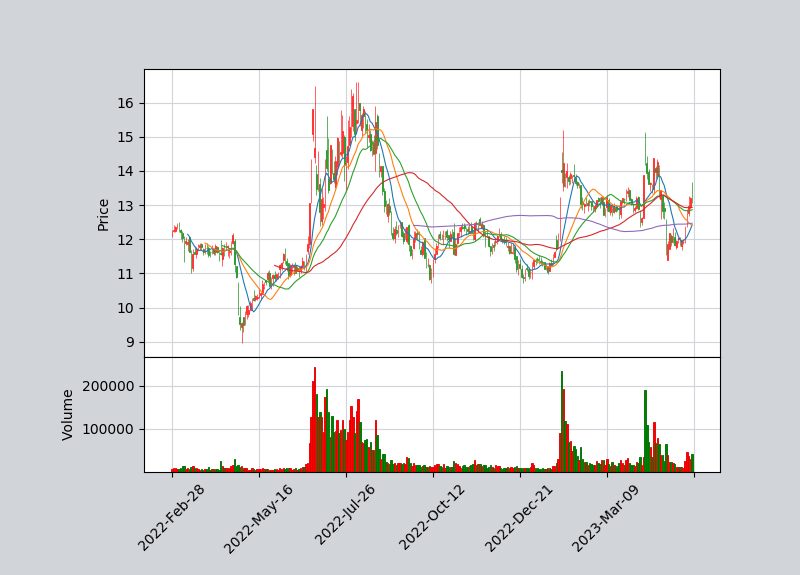 16
15
14
13
12
11
10
9
Price
200000
100000
Volume
2022-Feb-28
2022-May-16
2022-Jul-26
2022-Oct-12
2022-Dec-21
2023-Mar-09